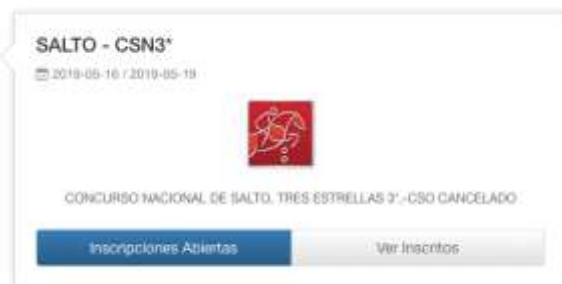 SALTO - CSN3*
2019-05-16 / 2019-05-19
CONCURSO NACIONAL DE SALTO, TRES ESTRELLAS 3*.-CSO CANCELADO
Inscripciones Abiertas
Ver Inscritos